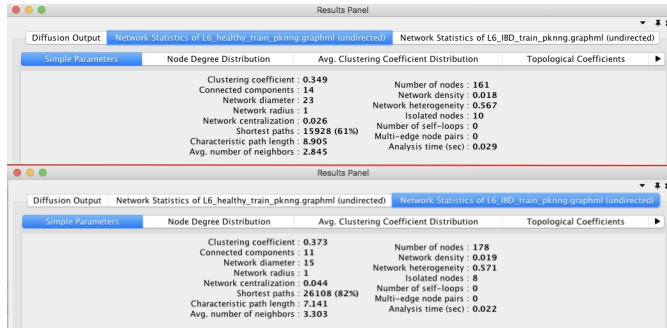 Results Panel
Diffusion Output Network Statistics of L6_healthy_train_pknng.graphml (undirected) Network Statistics of L6_IBD_train_pknng.graphml (undirected)
Simple Parameters Node Degree Distribution Avg. Clustering Coefficient Distribution Topological Coefficients
Clustering coefficient : 0.349
Connected components : 14
Network diameter : 23
Network radius : 1
Network centralization : 0.026
Shortest paths : 15928 (61%)
Characteristic path length : 8.905
Avg. number of neighbors : 2.845
Number of nodes : 161
Network density : 0.018
Network heterogeneity : 0.567
Isolated nodes : 10
Number of self-loops : 0
Multi-edge node pairs : 0
Analysis time (sec) : 0.029
Results Panel
Diffusion Output Network Statistics of L6_healthy_train_pknng.graphml (undirected) Network Statistics of L6_IBD_train_pknng.graphml (undirected)
Simple Parameters Node Degree Distribution Avg. Clustering Coefficient Distribution Topological Coefficients
Clustering coefficient : 0.373
Connected components : 11
Network diameter : 15
Network radius : 1
Network centralization : 0.044
Shortest paths : 26108 (82%)
Characteristic path length : 7.141
Avg. number of neighbors : 3.303
Number of nodes : 178
Network density : 0.019
Network heterogeneity : 0.571
Isolated nodes : 8
Number of self-loops : 0
Multi-edge node pairs : 0
Analysis time (sec) : 0.022